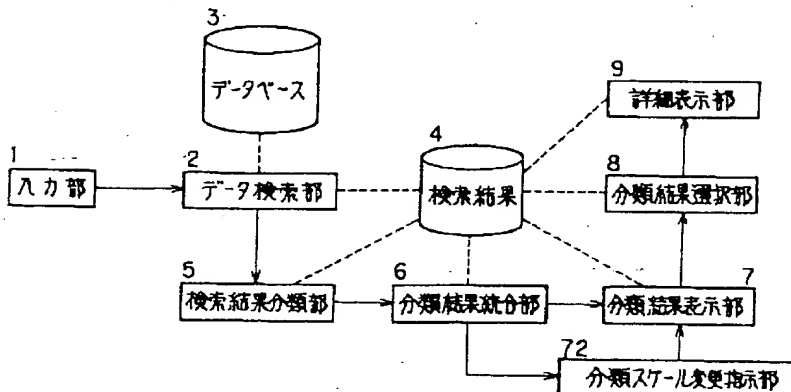 3
データベース
9
詳細表示部
4
検索結果
1
入力部
2
データ検索部
8
分類結果選択部
5
検索結果分類部
6
分類結果統合部
7
分類結果表示部
72
分類スケール変更指示部